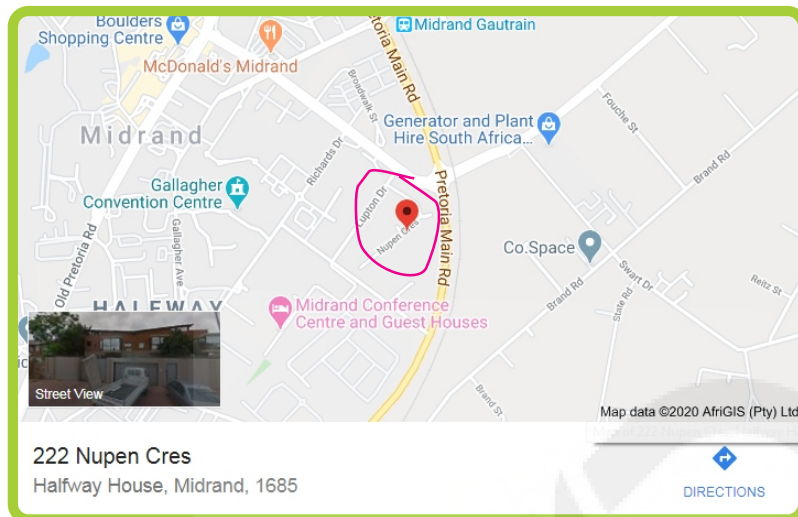 Boulders
Shopping Centre
Midrand Gautrain
McDonald's Midrand
Pretoria Main Rd
Broadwalk St
Generator and Plant
Hire South Africa...
Fouche St
Midrand
Richards Dr
Brand Rd
Gallagher
Convention Centre
Lupton Dr
Nupen Cres
Pretoria Main Rd
Gallagher Ave
Old Pretoria Rd
Co.Space
Swart Dr
Reitz St
Brand Rd
State Rd
HALFWAY
Midrand Conference
Centre and Guest Houses
Brand St
Street View
Map data ©2020 AfriGIS (Pty) Ltd
222 Nupen Cres
Halfway House, Midrand, 1685
DIRECTIONS